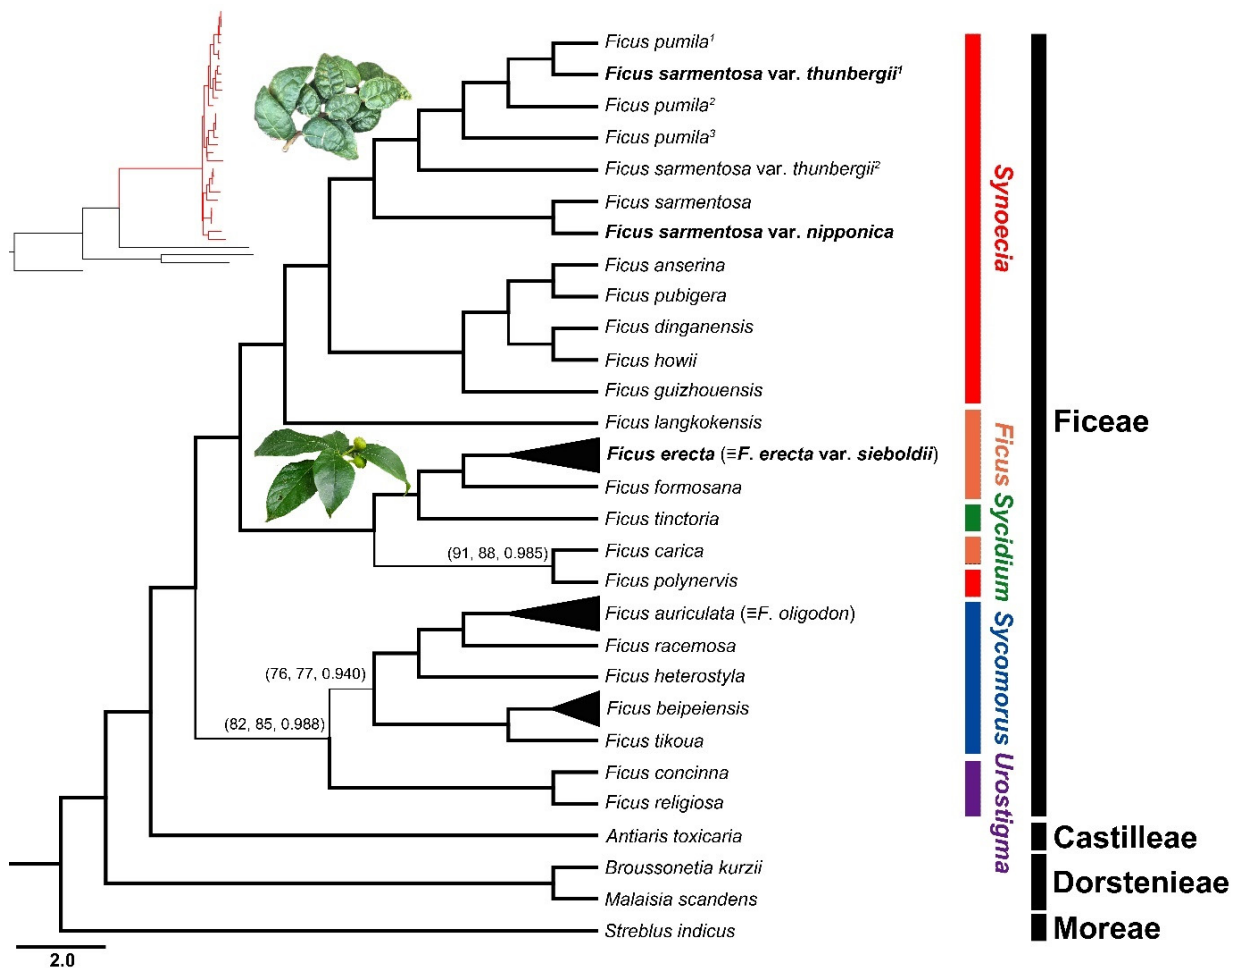 Ficus pumila¹
Ficus sarmentosa var. thunbergii¹
Ficus pumila²
Ficus pumila³
Ficus sarmentosa var. thunbergii²
Ficus sarmentosa
Ficus sarmentosa var. nipponica
Ficus anserina
Ficus pubigera
Ficus dinganensis
Ficus howii
Ficus guizhouensis
Ficus langkokensis
Ficus erecta (≡F. erecta var. sieboldii)
Ficus formosana
Ficus tinctoria
(91, 88, 0.985)
Ficus carica
Ficus polynervis
Ficus auriculata (≡F. oligodon)
Ficus racemosa
(76, 77, 0.940)
Ficus heterostyla
Ficus beipeiensis
(82, 85, 0.988)
Ficus tikoua
Ficus concinna
Ficus religiosa
Antiaris toxicaria
Broussonetia kurzii
Malaisia scandens
Streblus indicus
2.0
Synoecia
Ficus
Sycidium
Sycomorus
Urostigma
Ficeae
Castilleae
Dorstenieae
Moreae